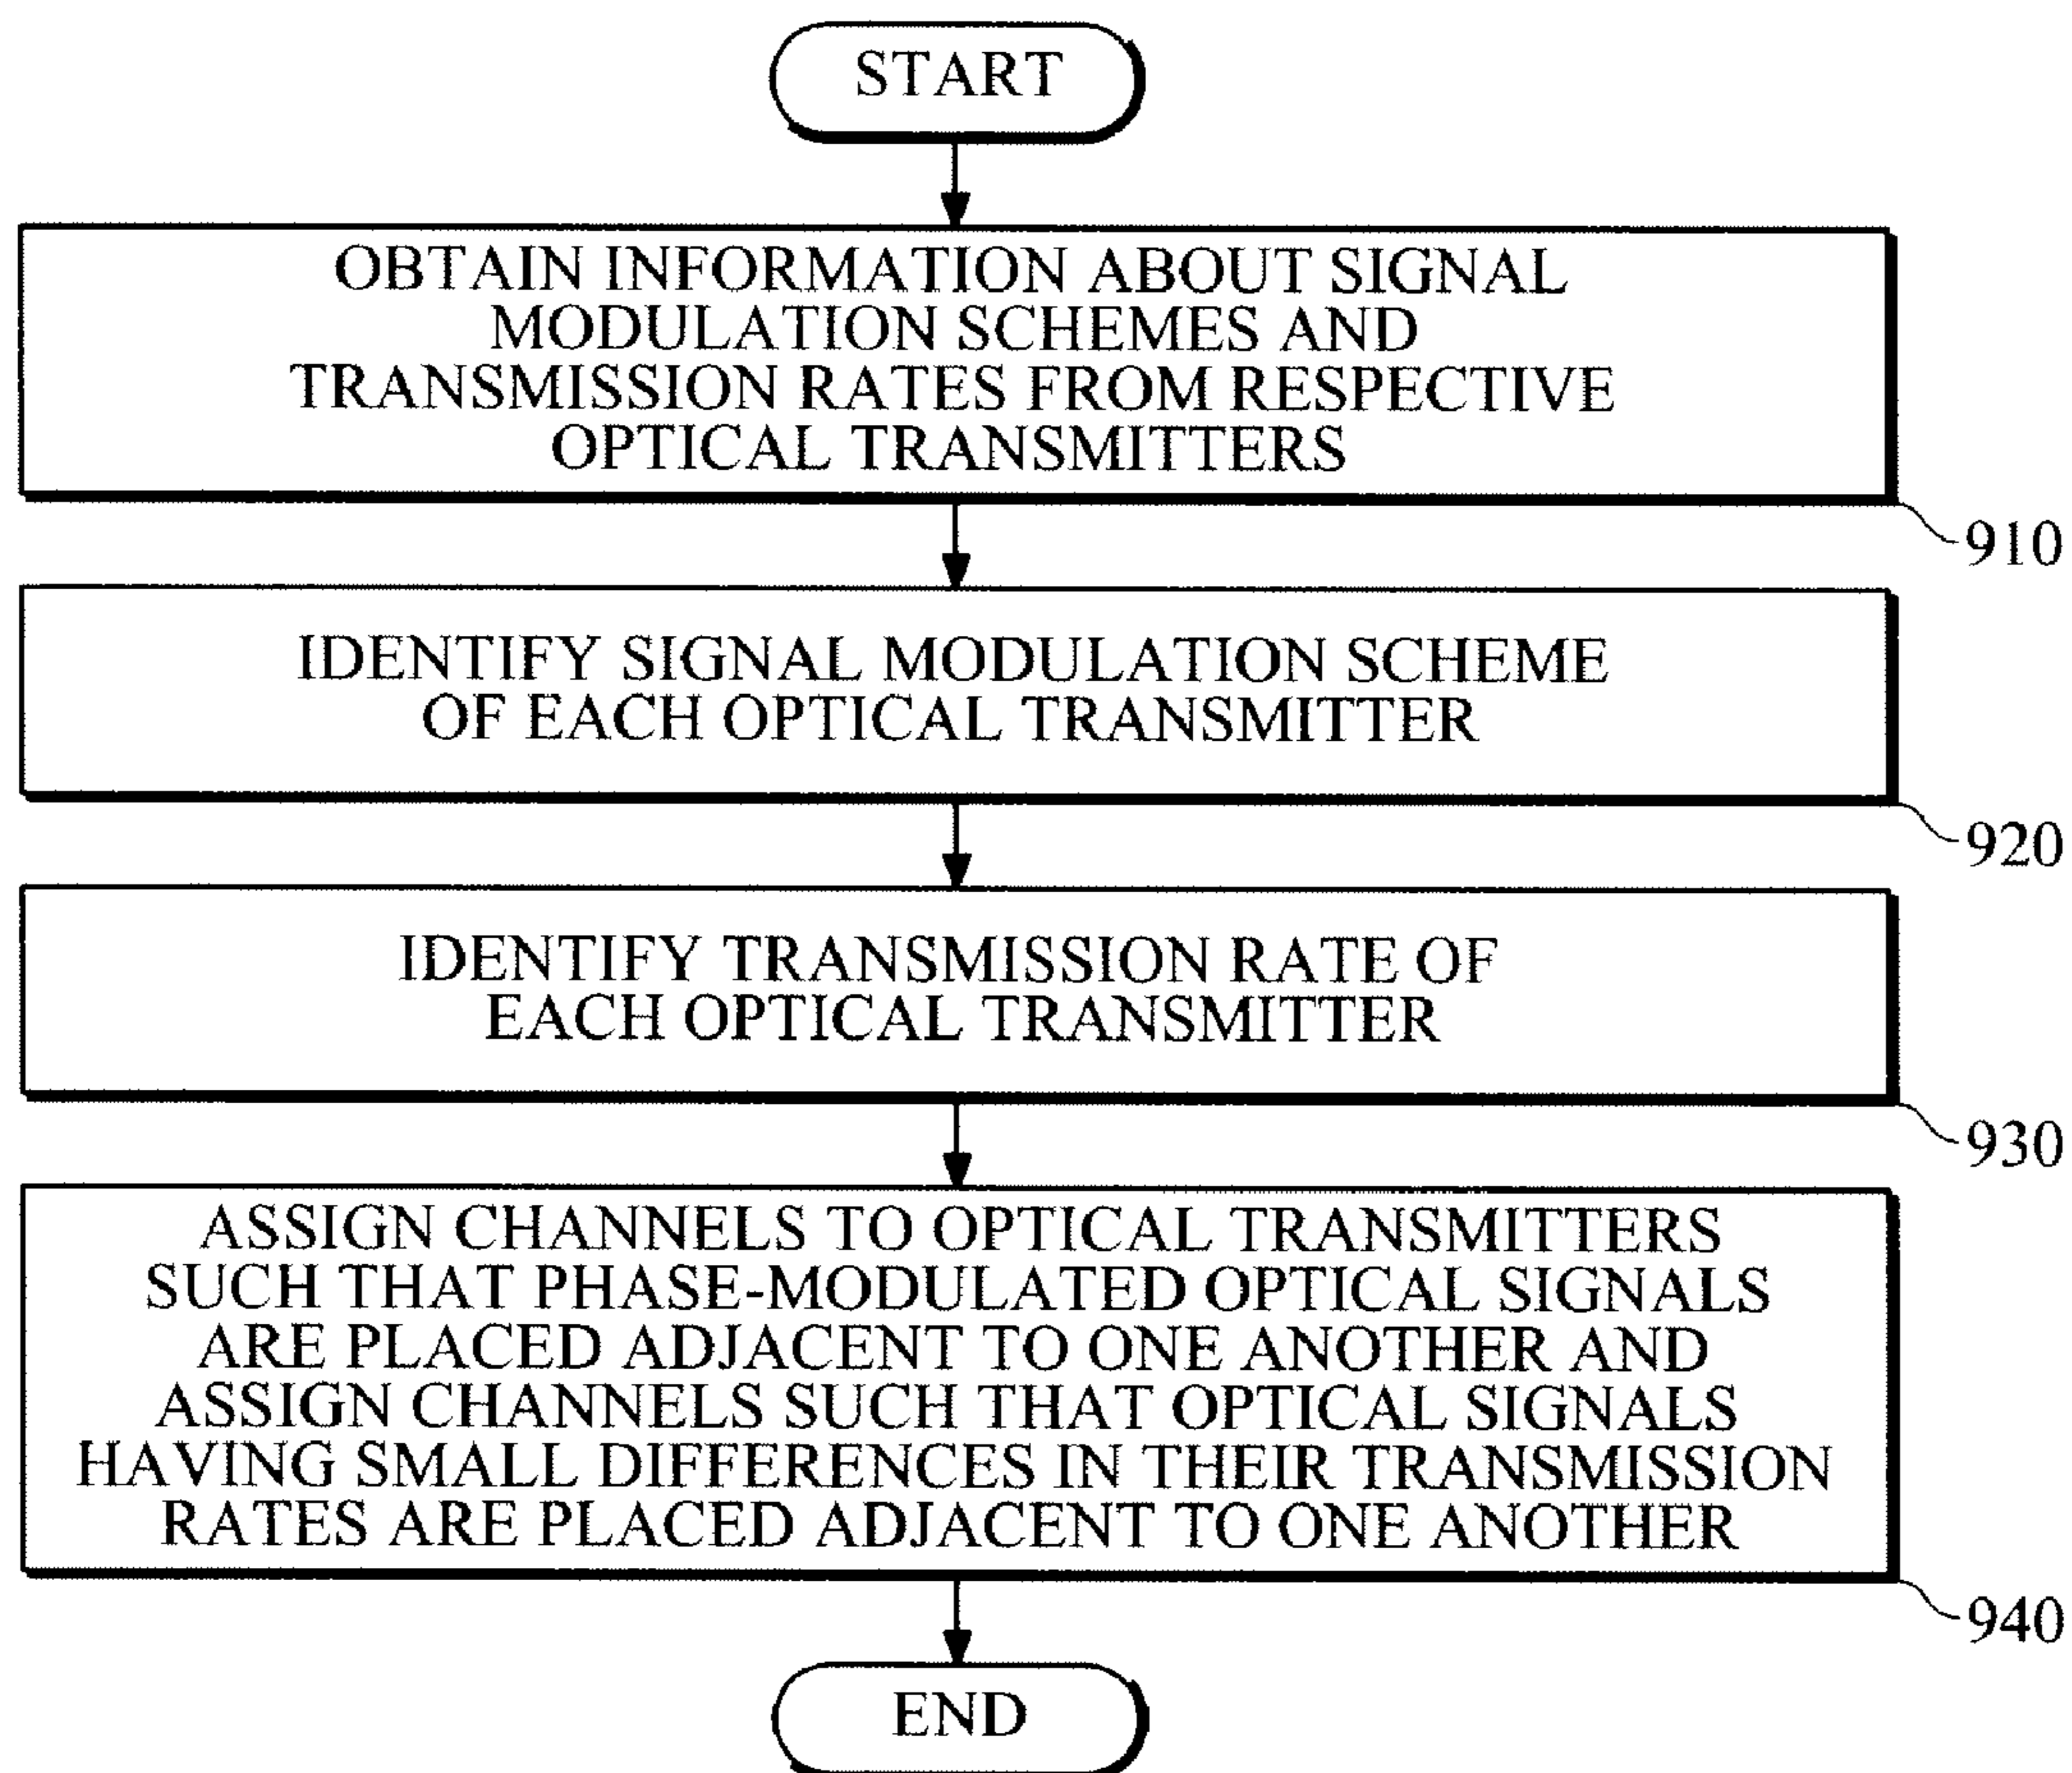 START
OBTAIN INFORMATION ABOUT SIGNAL
MODULATION SCHEMES AND
TRANSMISSION RATES FROM RESPECTIVE
OPTICAL TRANSMITTERS
910
IDENTIFY SIGNAL MODULATION SCHEME
OF EACH OPTICAL TRANSMITTER
920
IDENTIFY TRANSMISSION RATE OF
EACH OPTICAL TRANSMITTER
930
ASSIGN CHANNELS TO OPTICAL TRANSMITTERS
SUCH THAT PHASE-MODULATED OPTICAL SIGNALS
ARE PLACED ADJACENT TO ONE ANOTHER AND
ASSIGN CHANNELS SUCH THAT OPTICAL SIGNALS
HAVING SMALL DIFFERENCES IN THEIR TRANSMISSION
RATES ARE PLACED ADJACENT TO ONE ANOTHER
940
END